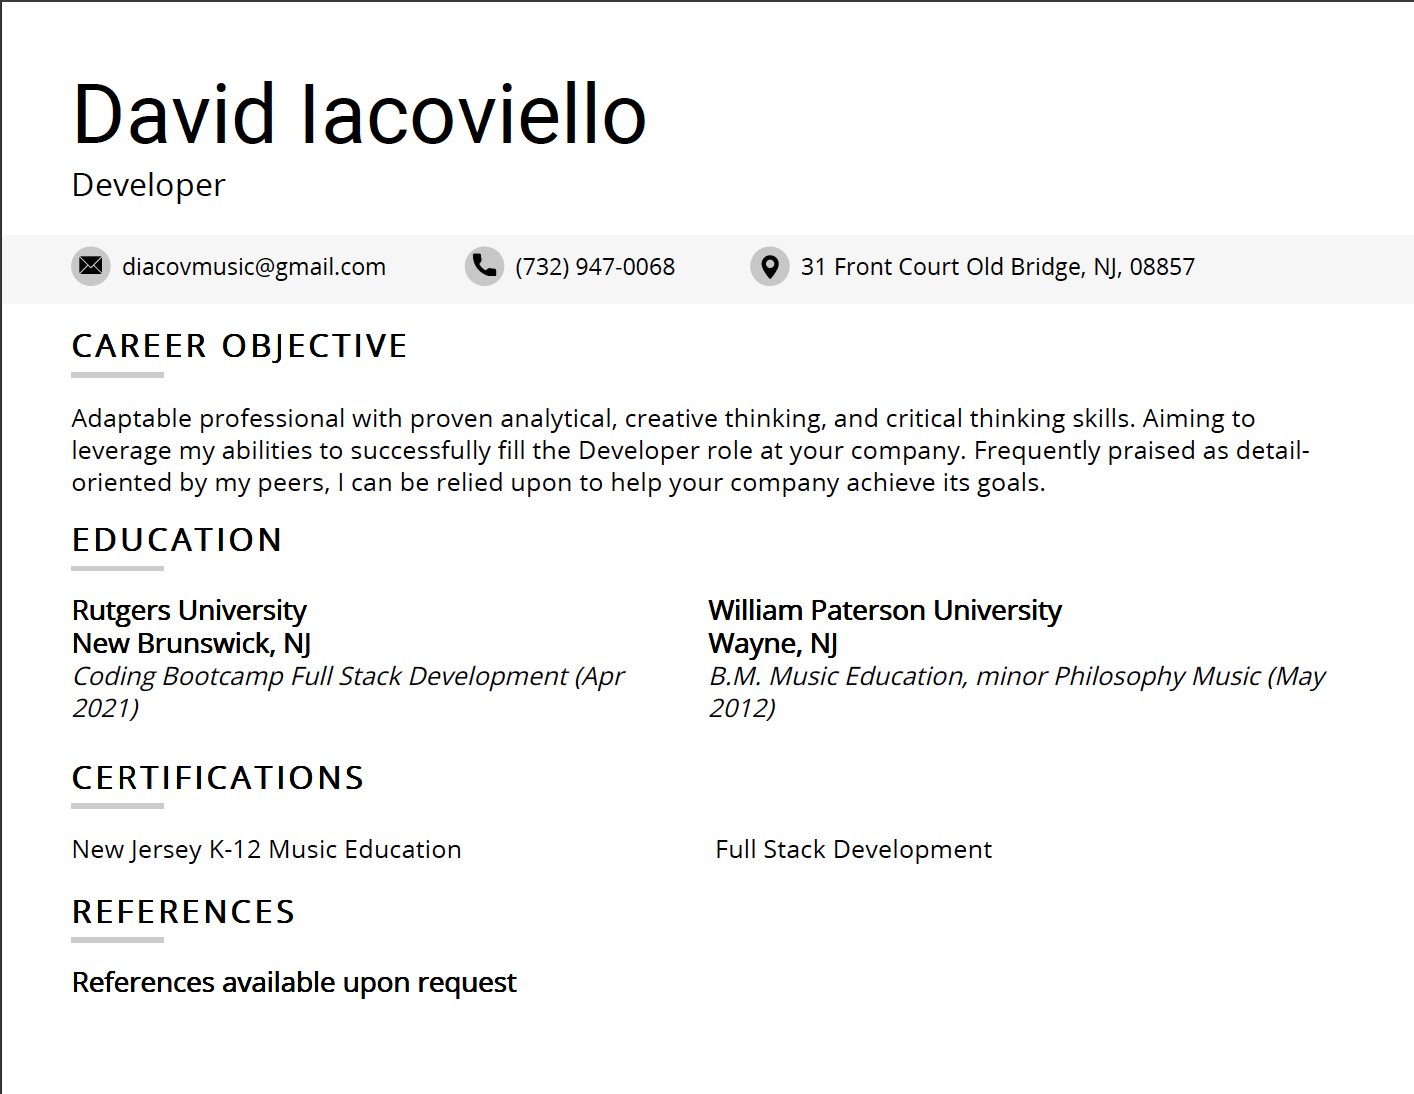 David Iacoviello
Developer
diacovmusic@gmail.com (732) 947-0068 31 Front Court Old Bridge, NJ, 08857
CAREER OBJECTIVE
Adaptable professional with proven analytical, creative thinking, and critical thinking skills. Aiming to
leverage my abilities to successfully fill the Developer role at your company. Frequently praised as detail-
oriented by my peers, I can be relied upon to help your company achieve its goals.
EDUCATION
Rutgers University
New Brunswick, NJ
Coding Bootcamp Full Stack Development (Apr
2021)
William Paterson University
Wayne, NJ
B.M. Music Education, minor Philosophy Music (May
2012)
CERTIFICATIONS
New Jersey K-12 Music Education
Full Stack Development
REFERENCES
References available upon request